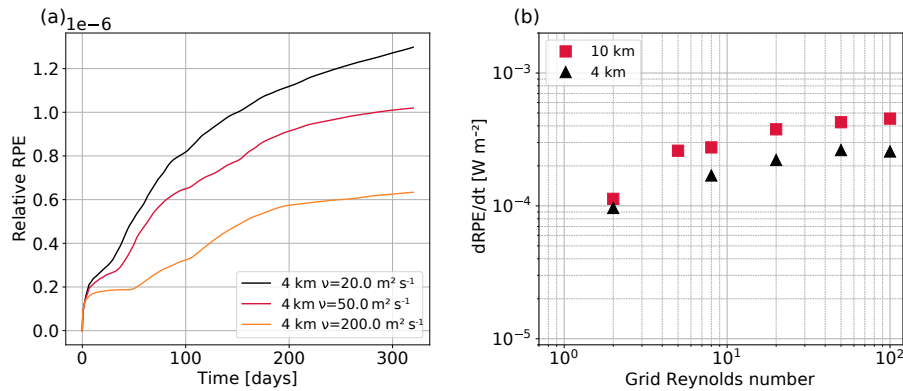 (a)
1e−6
1.2
1.0
0.8
0.6
0.4
0.2
0.0
Relative RPE
0
100
200
300
Time [days]
4 km ν=20.0 m² s⁻¹
4 km ν=50.0 m² s⁻¹
4 km ν=200.0 m² s⁻¹
(b)
10 km
4 km
10⁻³
10⁻⁴
10⁻⁵
dRPE/dt [W m⁻²]
10⁰
10¹
10²
Grid Reynolds number